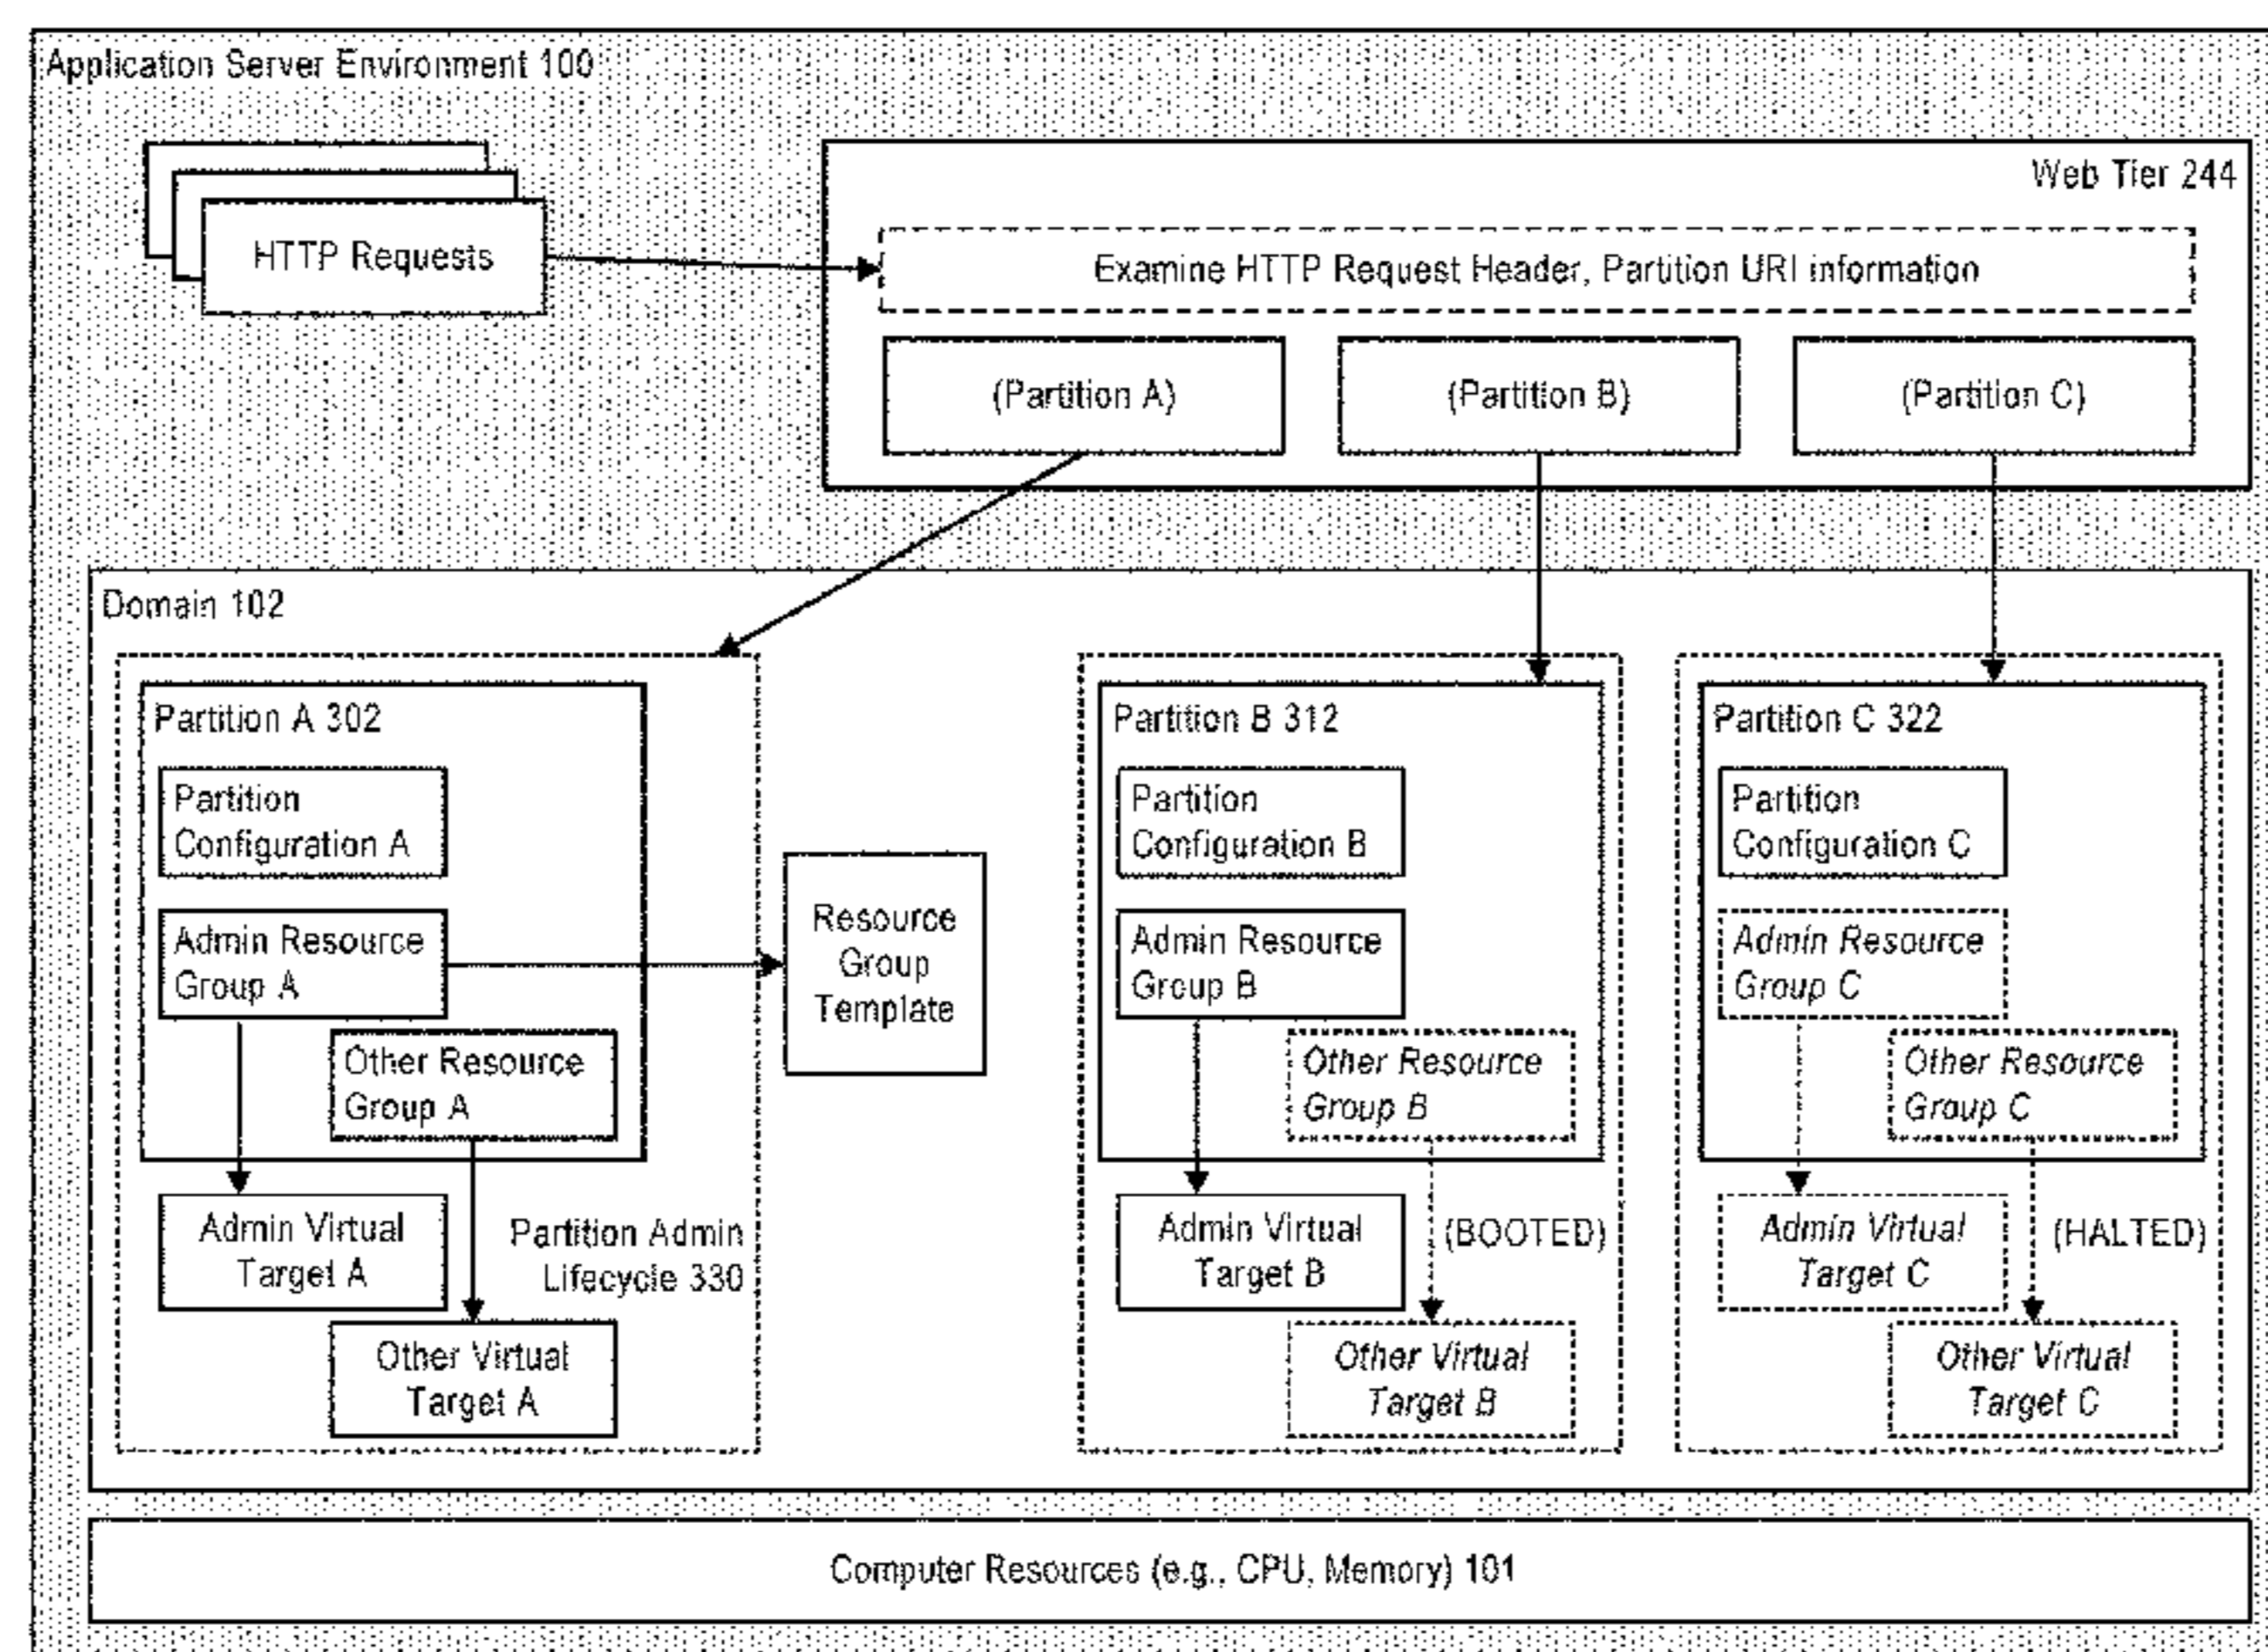 Application Server Environment 100
Web Tier 244
HTTP Requests
Examine HTTP Request Header, Partition URI information
(Partition A)
(Partition B)
(Partition C)
Domain 102
Partition A 302
Partition
Configuration A
Admin Resource
Group A
Other Resource
Group A
Admin Virtual
Target A
Partition Admin
Lifecycle 330
Other Virtual
Target A
Resource
Group
Template
Partition B 312
Partition
Configuration B
Admin Resource
Group B
Other Resource
Group B
Admin Virtual
Target B
(BOOTED)
Other Virtual
Target B
Partition C 322
Partition
Configuration C
Admin Resource
Group C
Other Resource
Group C
Admin Virtual
Target C
(HALTED)
Other Virtual
Target C
Computer Resources (e.g., CPU, Memory) 101